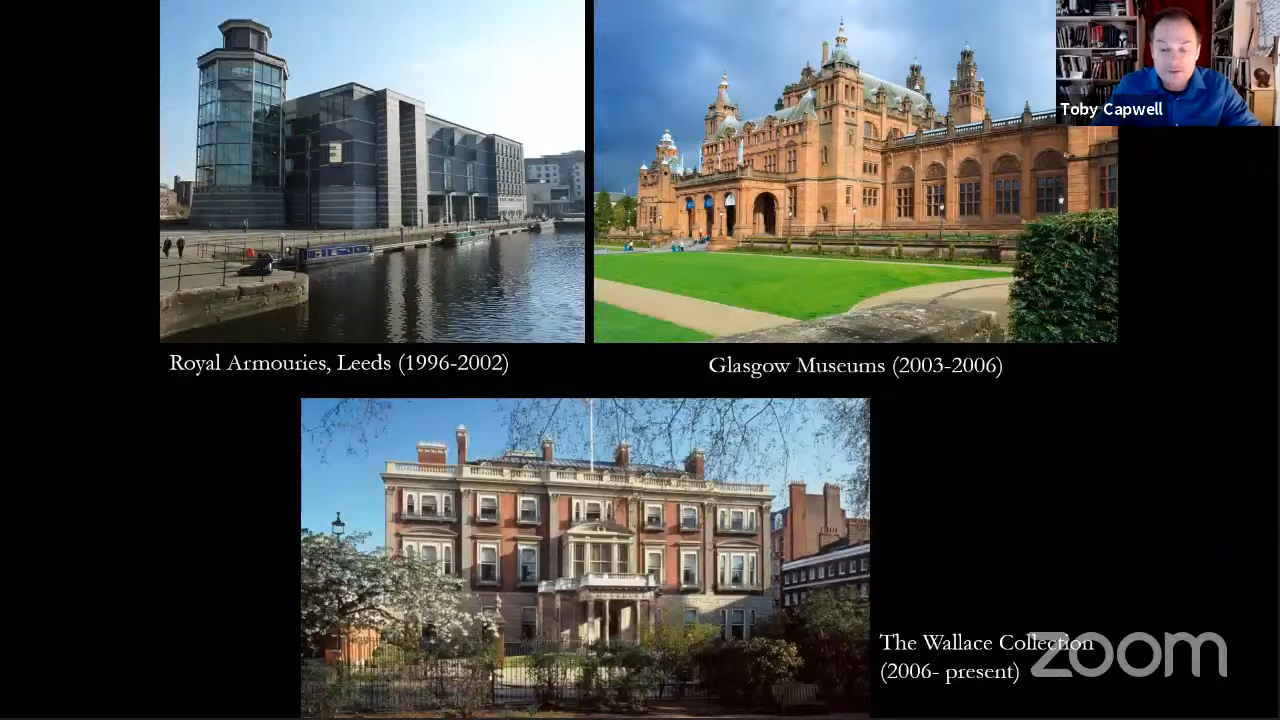 Toby Capwell
Royal Armouries, Leeds (1996-2002)
Glasgow Museums (2003-2006)
The Wallace Collection
(2006- present)
zoom